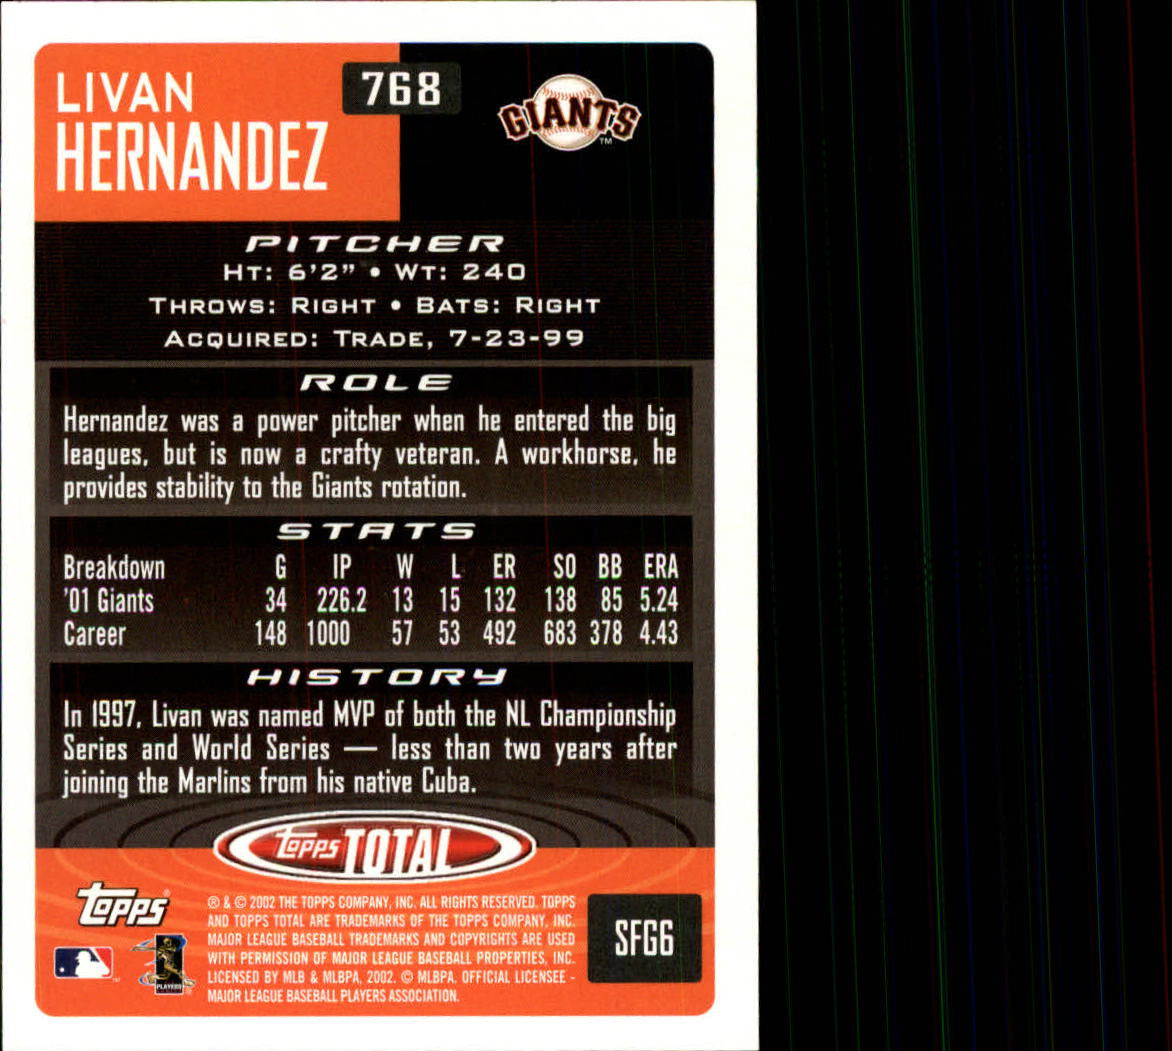 LIVAN
HERNANDEZ
768
GIANTS
TM
PITCHER
HT: 6'2" • WT: 240
THROWS: RIGHT • BATS: RIGHT
ACQUIRED: TRADE, 7-23-99
ROLE
Hernandez was a power pitcher when he entered the big
leagues, but is now a crafty veteran. A workhorse, he
provides stability to the Giants rotation.
STATS
Breakdown G IP W L ER SO BB ERA
'01 Giants 34 226.2 13 15 132 138 85 5.24
Career 148 1000 57 53 492 683 378 4.43
HISTORY
In 1997, Livan was named MVP of both the NL Championship
Series and World Series — less than two years after
joining the Marlins from his native Cuba.
Topps TOTAL
Topps®
® & © 2002 THE TOPPS COMPANY, INC. ALL RIGHTS RESERVED. TOPPS
AND TOPPS TOTAL ARE TRADEMARKS OF THE TOPPS COMPANY, INC.
MAJOR LEAGUE BASEBALL TRADEMARKS AND COPYRIGHTS ARE USED
WITH PERMISSION OF MAJOR LEAGUE BASEBALL PROPERTIES, INC.
LICENSED BY MLB & MLBPA, 2002. © MLBPA. OFFICIAL LICENSEE -
MAJOR LEAGUE BASEBALL PLAYERS ASSOCIATION.
PLAYERS
SFG6